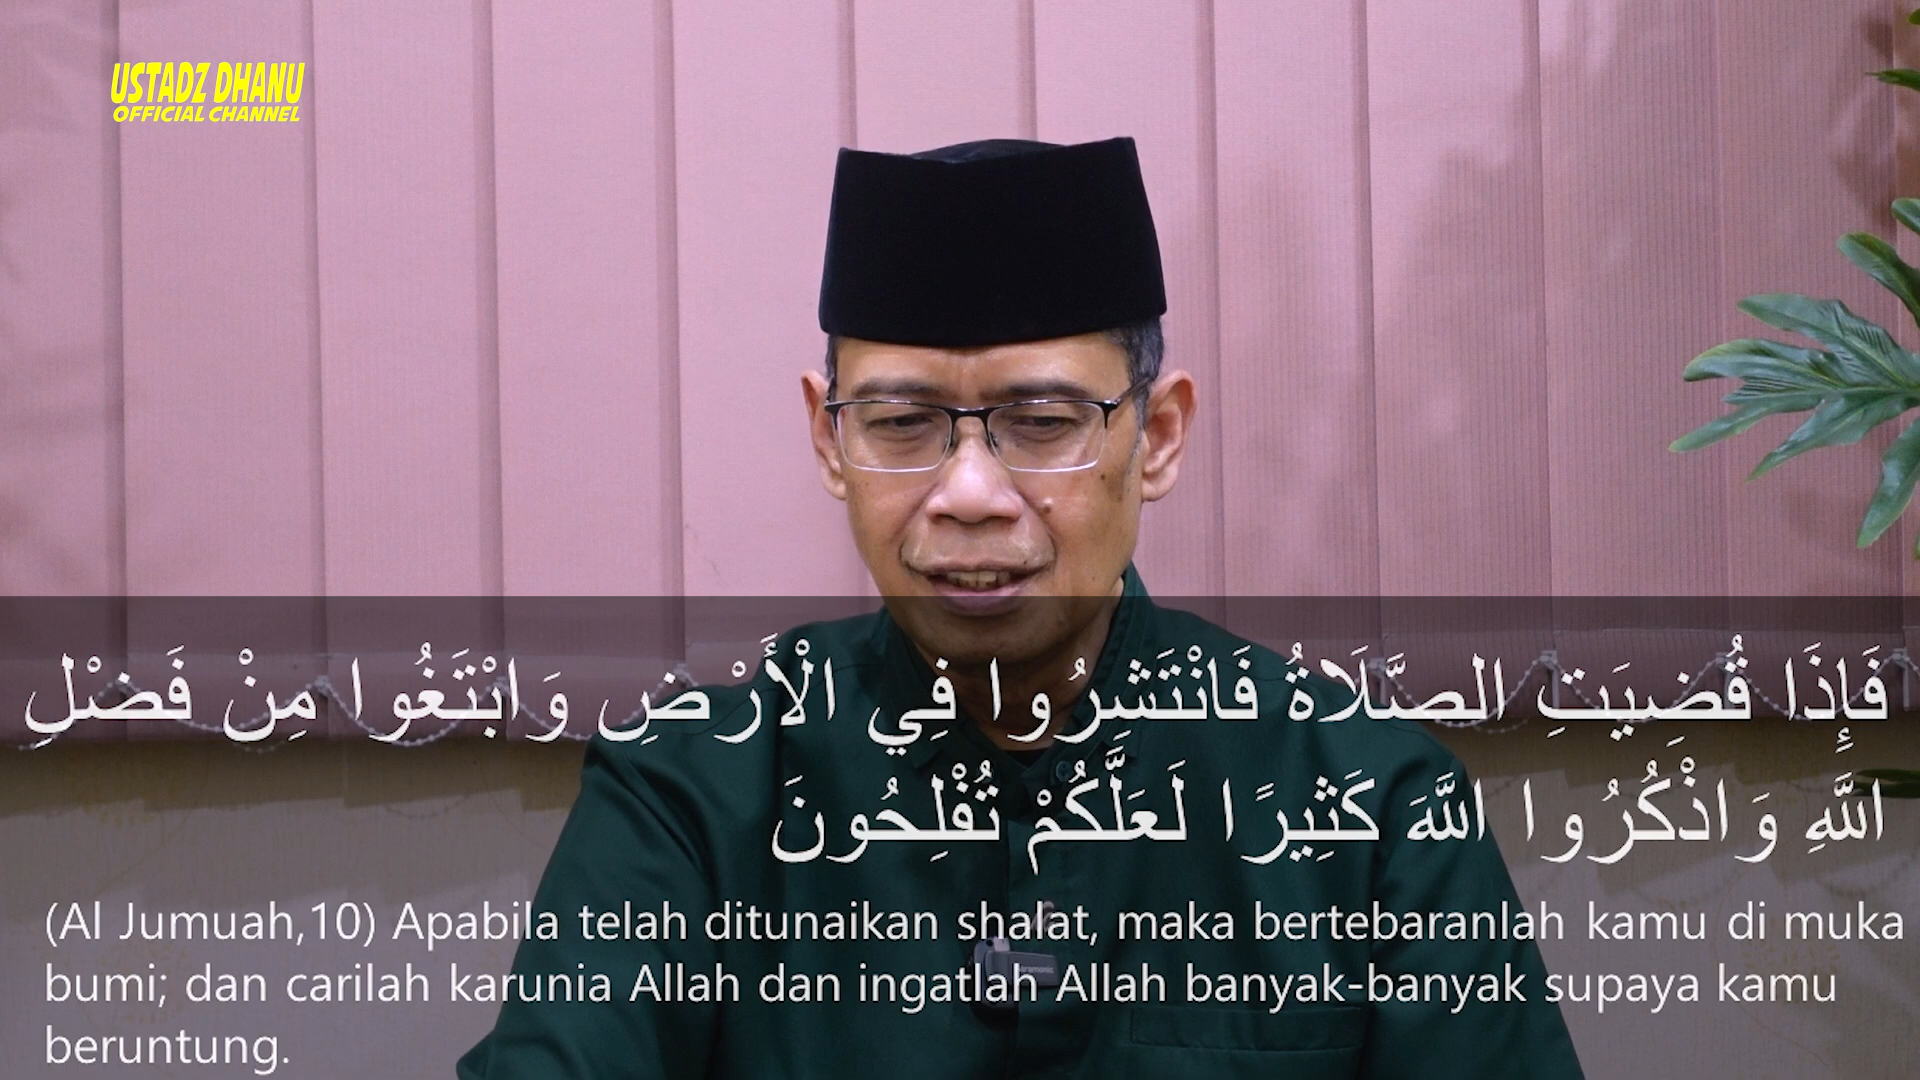 USTADZ DHANU
OFFICIAL CHANNEL
فَإِذَا قُضِيَتِ الصَّلَاةُ فَانْتَشِرُوا فِي الْأَرْضِ وَابْتَغُوا مِنْ فَضْلِ
اللَّهِ وَاذْكُرُوا اللَّهَ كَثِيرًا لَعَلَّكُمْ تُفْلِحُونَ
(Al Jumuah,10) Apabila telah ditunaikan shalat, maka bertebaranlah kamu di muka
bumi; dan carilah karunia Allah dan ingatlah Allah banyak-banyak supaya kamu
beruntung.